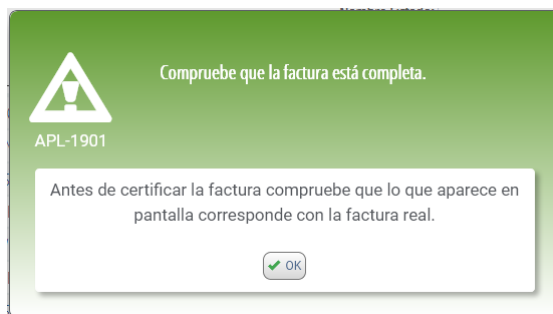 Compruebe que la factura está completa.
APL-1901
Antes de certificar la factura compruebe que lo que aparece en
pantalla corresponde con la factura real.
OK